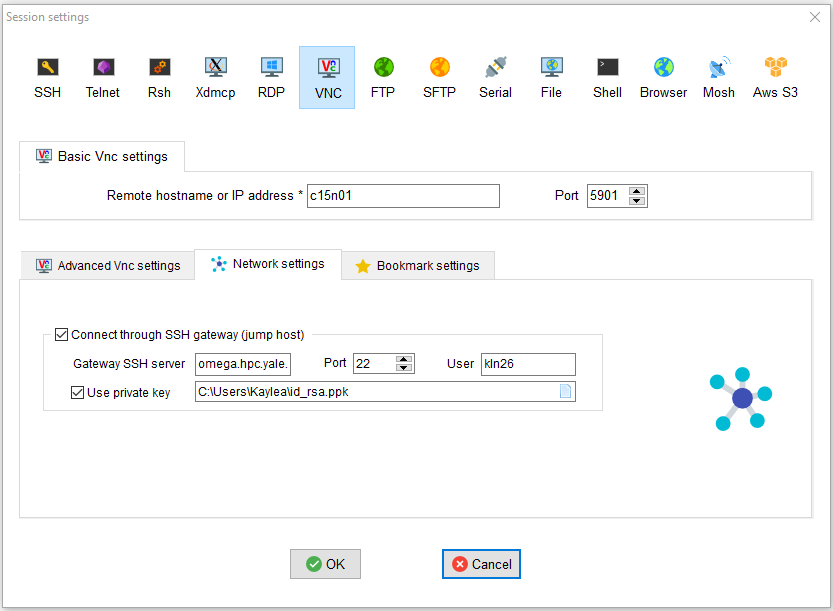 Session settings
SSH Telnet Rsh Xdmcp RDP VNC FTP SFTP Serial File Shell Browser Mosh Aws S3
Basic Vnc settings
Remote hostname or IP address * c15n01 Port 5901
Advanced Vnc settings Network settings Bookmark settings
Connect through SSH gateway (jump host)
Gateway SSH server omega.hpc.yale. Port 22 User kln26
Use private key C:\Users\Kaylea\id_rsa.ppk
OK Cancel